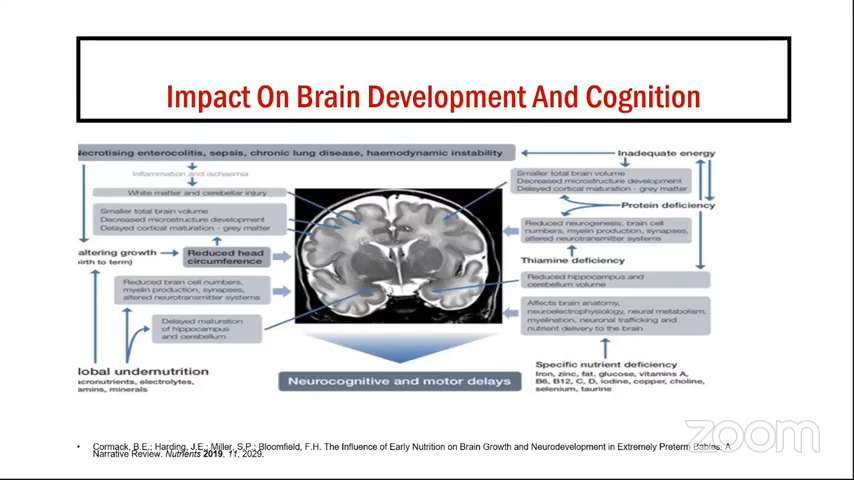 Impact On Brain Development And Cognition
ecrotising enterocolitis, sepsis, chronic lung disease, haemodynamic instability
Inadequate energy
Inflammation and ischaemia
White matter and cerebellar injury
Smaller total brain volume
Decreased microstructure development
Delayed cortical maturation - grey matter
altering growth
irth to term)
Reduced head
circumference
Reduced brain cell numbers,
myelin production, synapses,
altered neurotransmitter systems
Delayed maturation
of hippocampus
and cerebellum
lobal undernutrition
acronutrients, electrolytes,
amins, minerals
Smaller total brain volume
Decreased microstructure development
Delayed cortical maturation - grey matter
Protein deficiency
Reduced neurogenesis, brain cell
numbers, myelin production, synapses,
altered neurotransmitter systems
Thiamine deficiency
Reduced hippocampus and
cerebellum volume
Affects brain anatomy,
neuroelectrophysiology, neural metabolism,
myelination, neuronal trafficking and
nutrient delivery to the brain
Specific nutrient deficiency
Iron, zinc, fat, glucose, vitamins A,
B6, B12, C, D, iodine, copper, choline,
selenium, taurine
Neurocognitive and motor delays
• Cormack, B.E.; Harding, J.E.; Miller, S.P.; Bloomfield, F.H. The Influence of Early Nutrition on Brain Growth and Neurodevelopment in Extremely Preterm Babies: A
Narrative Review. Nutrients 2019, 11, 2029.
zoom